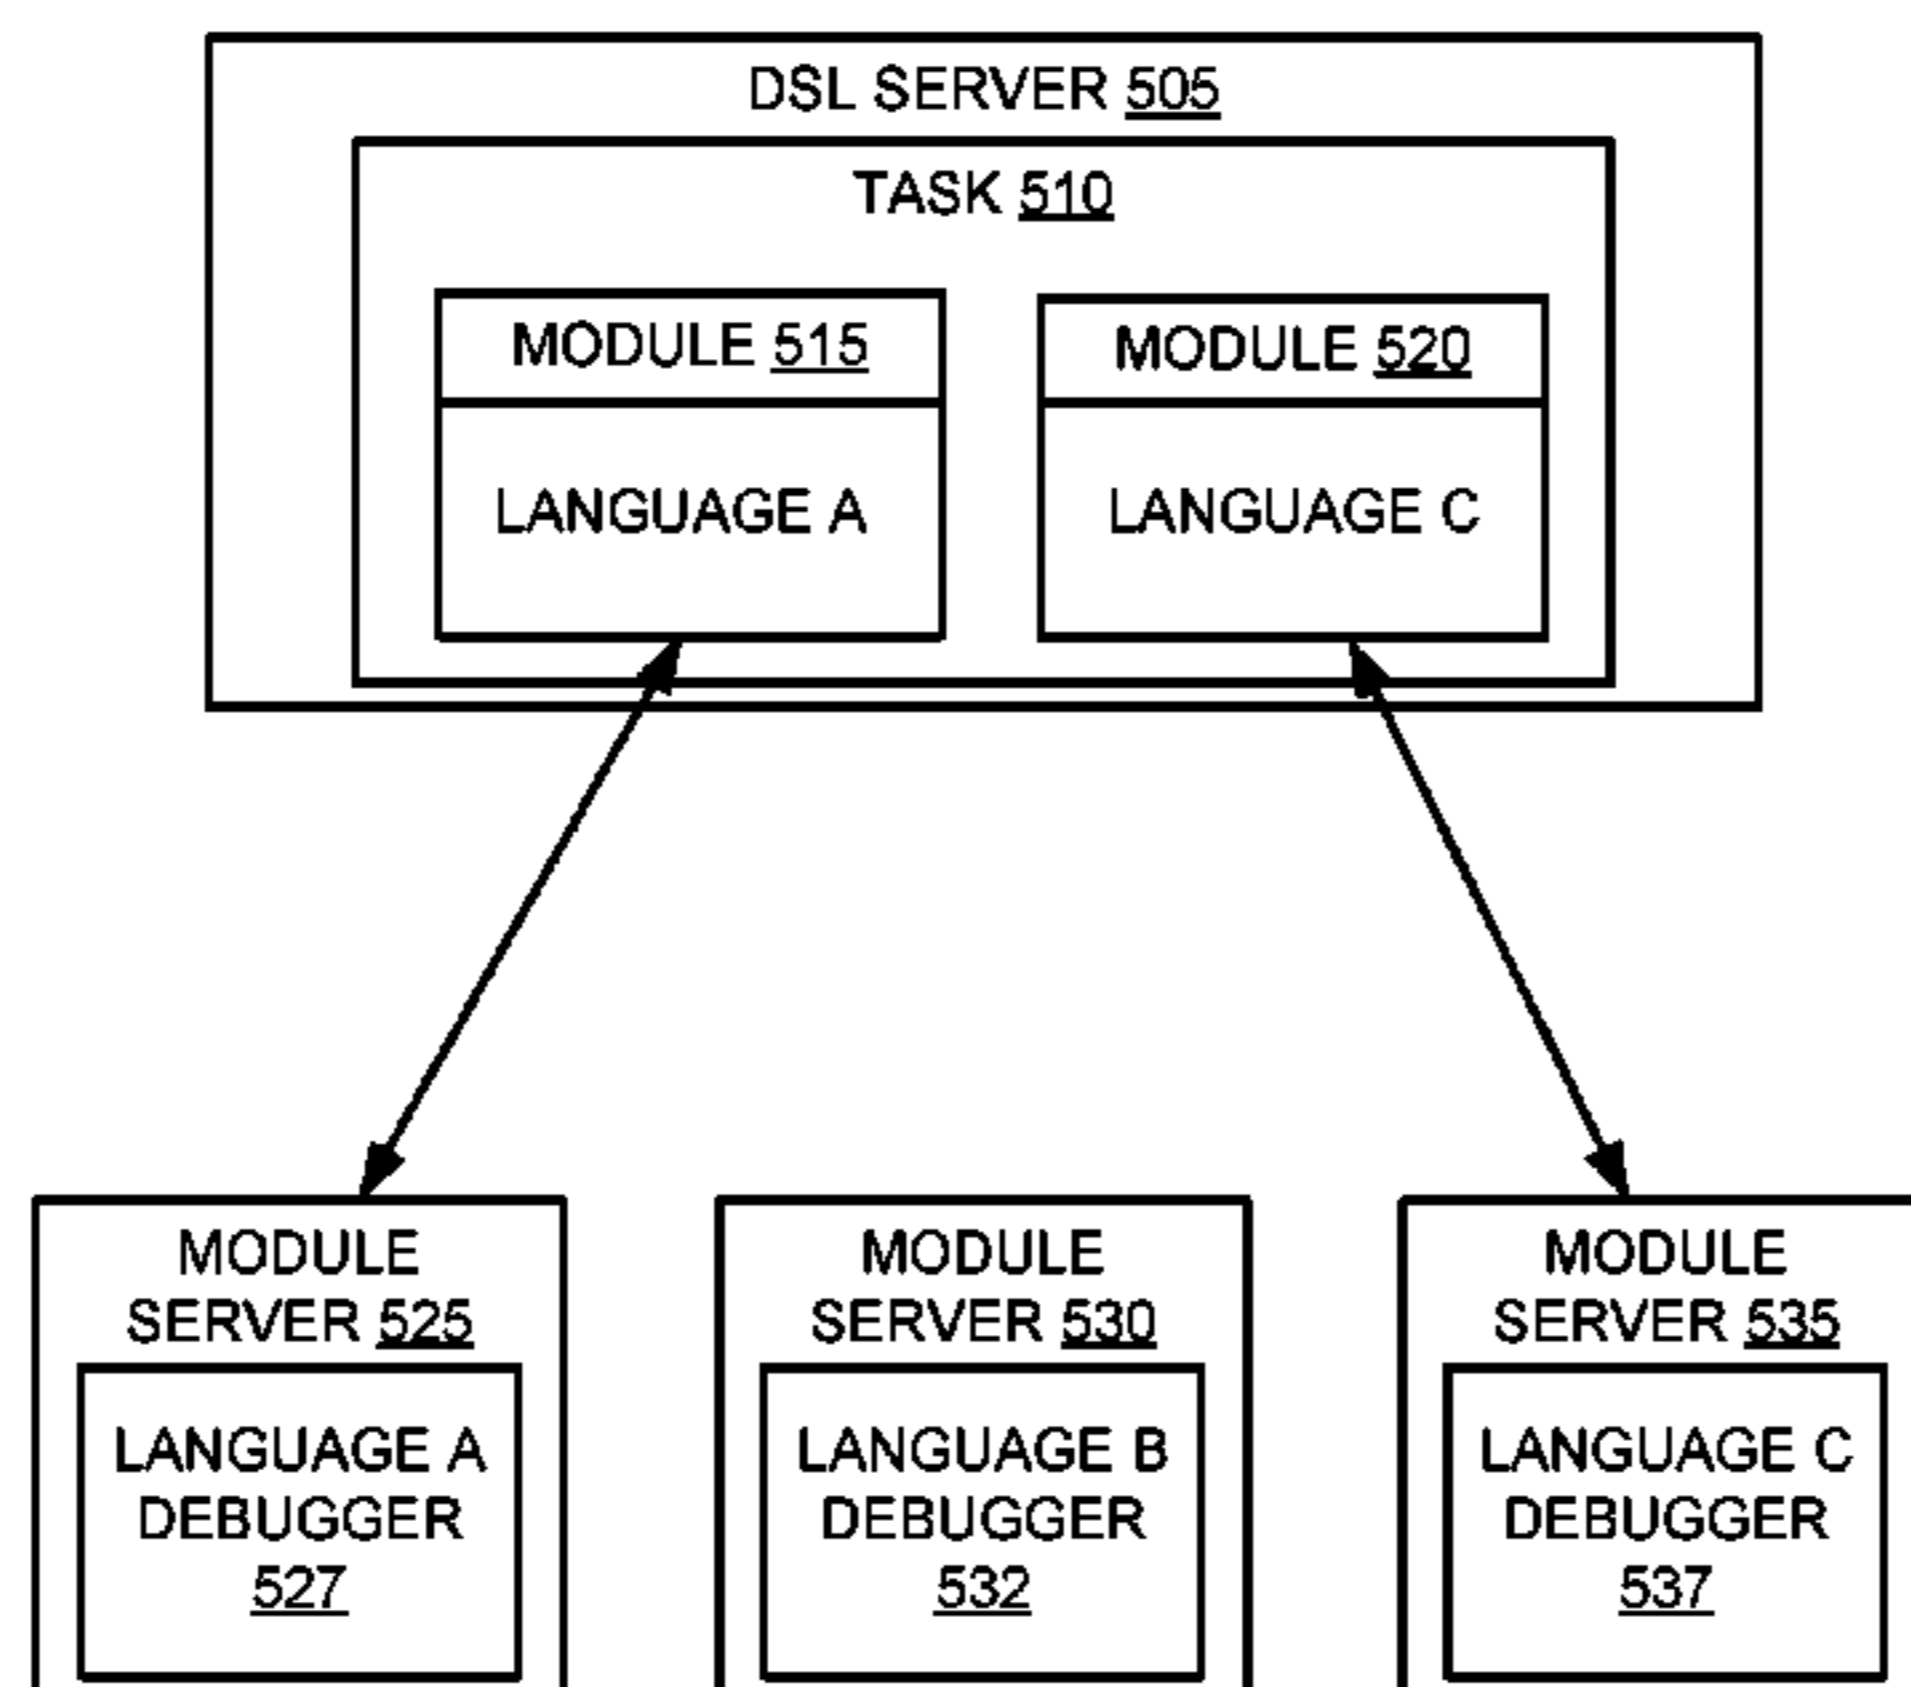 DSL SERVER 505
TASK 510
MODULE 515
LANGUAGE A
MODULE 520
LANGUAGE C
MODULE
SERVER 525
LANGUAGE A
DEBUGGER
527
MODULE
SERVER 530
LANGUAGE B
DEBUGGER
532
MODULE
SERVER 535
LANGUAGE C
DEBUGGER
537